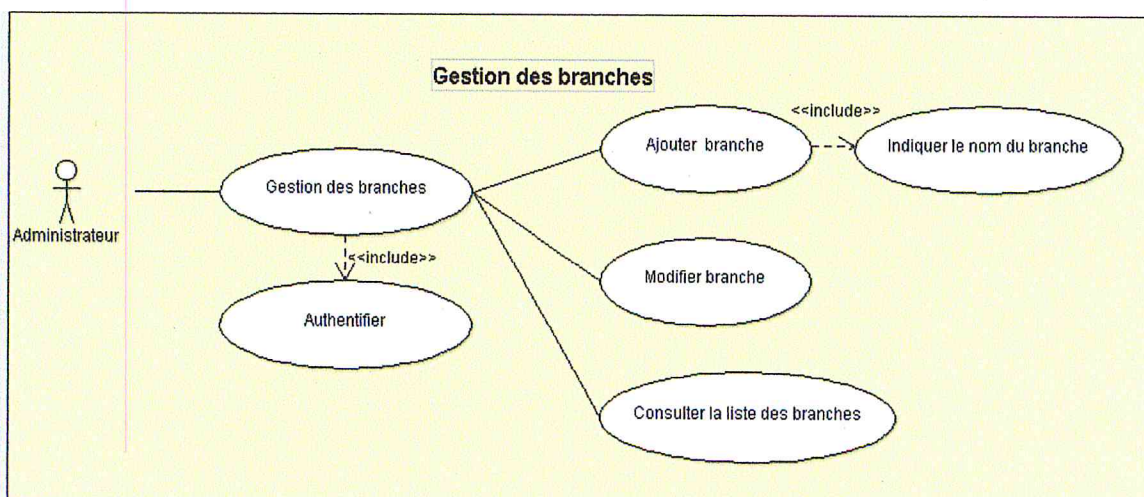 Gestion des branches
<<include>>
Ajouter branche
Indiquer le nom du branche
Gestion des branches
Administrateur
<<include>>
Modifier branche
Authentifier
Consulter la liste des branches